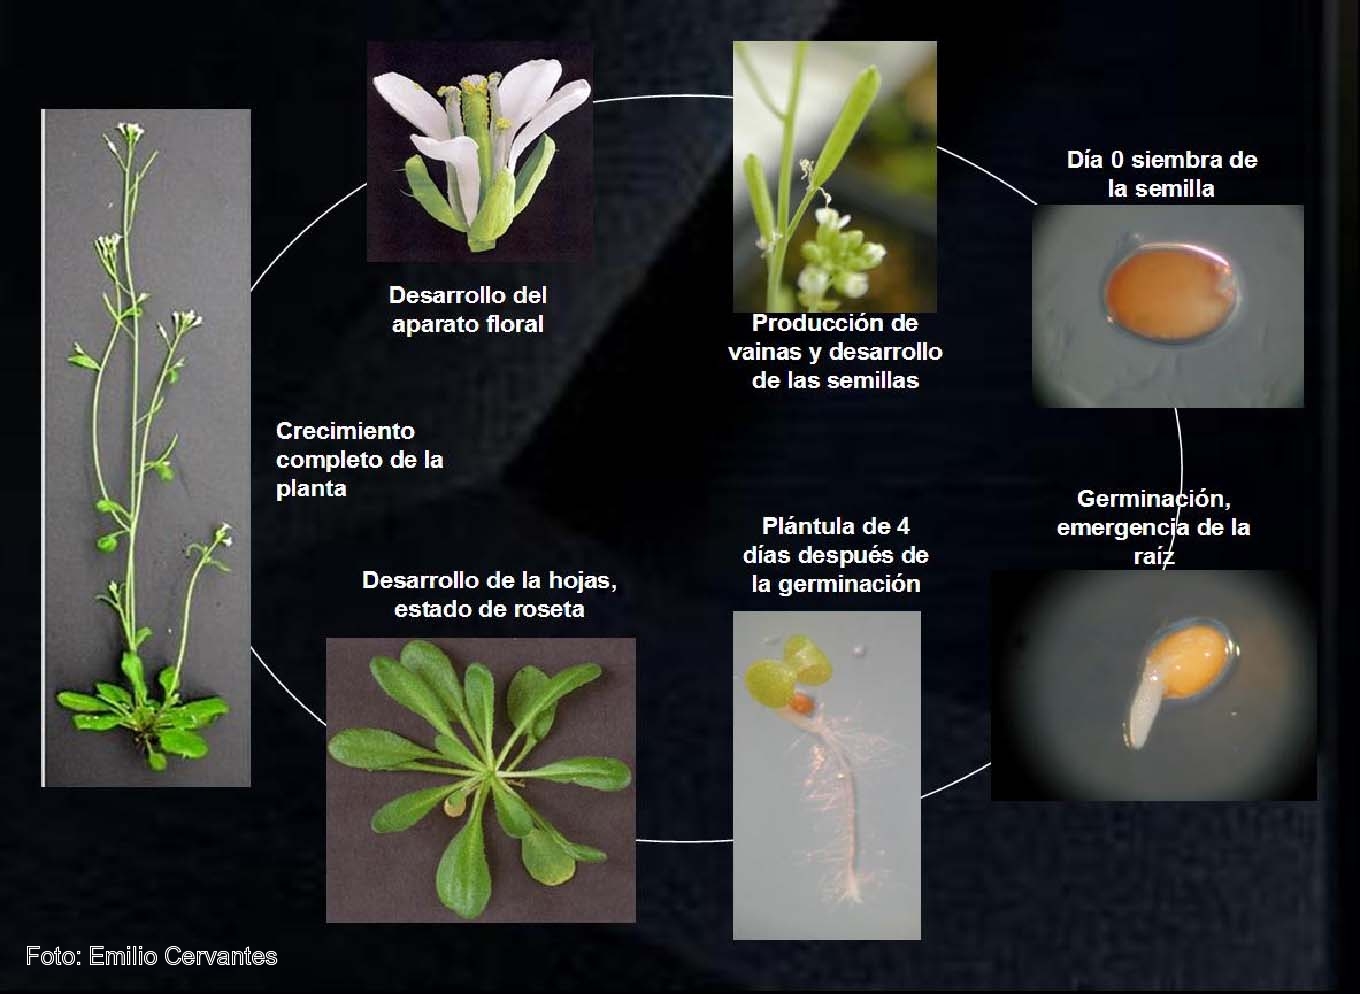 Desarrollo del
aparato floral
Producción de
vainas y desarrollo
de las semillas
Día 0 siembra de
la semilla
Crecimiento
completo de la
planta
Germinación,
emergencia de la
raíz
Plántula de 4
días después de
la germinación
Desarrollo de la hojas,
estado de roseta
Foto: Emilio Cervantes